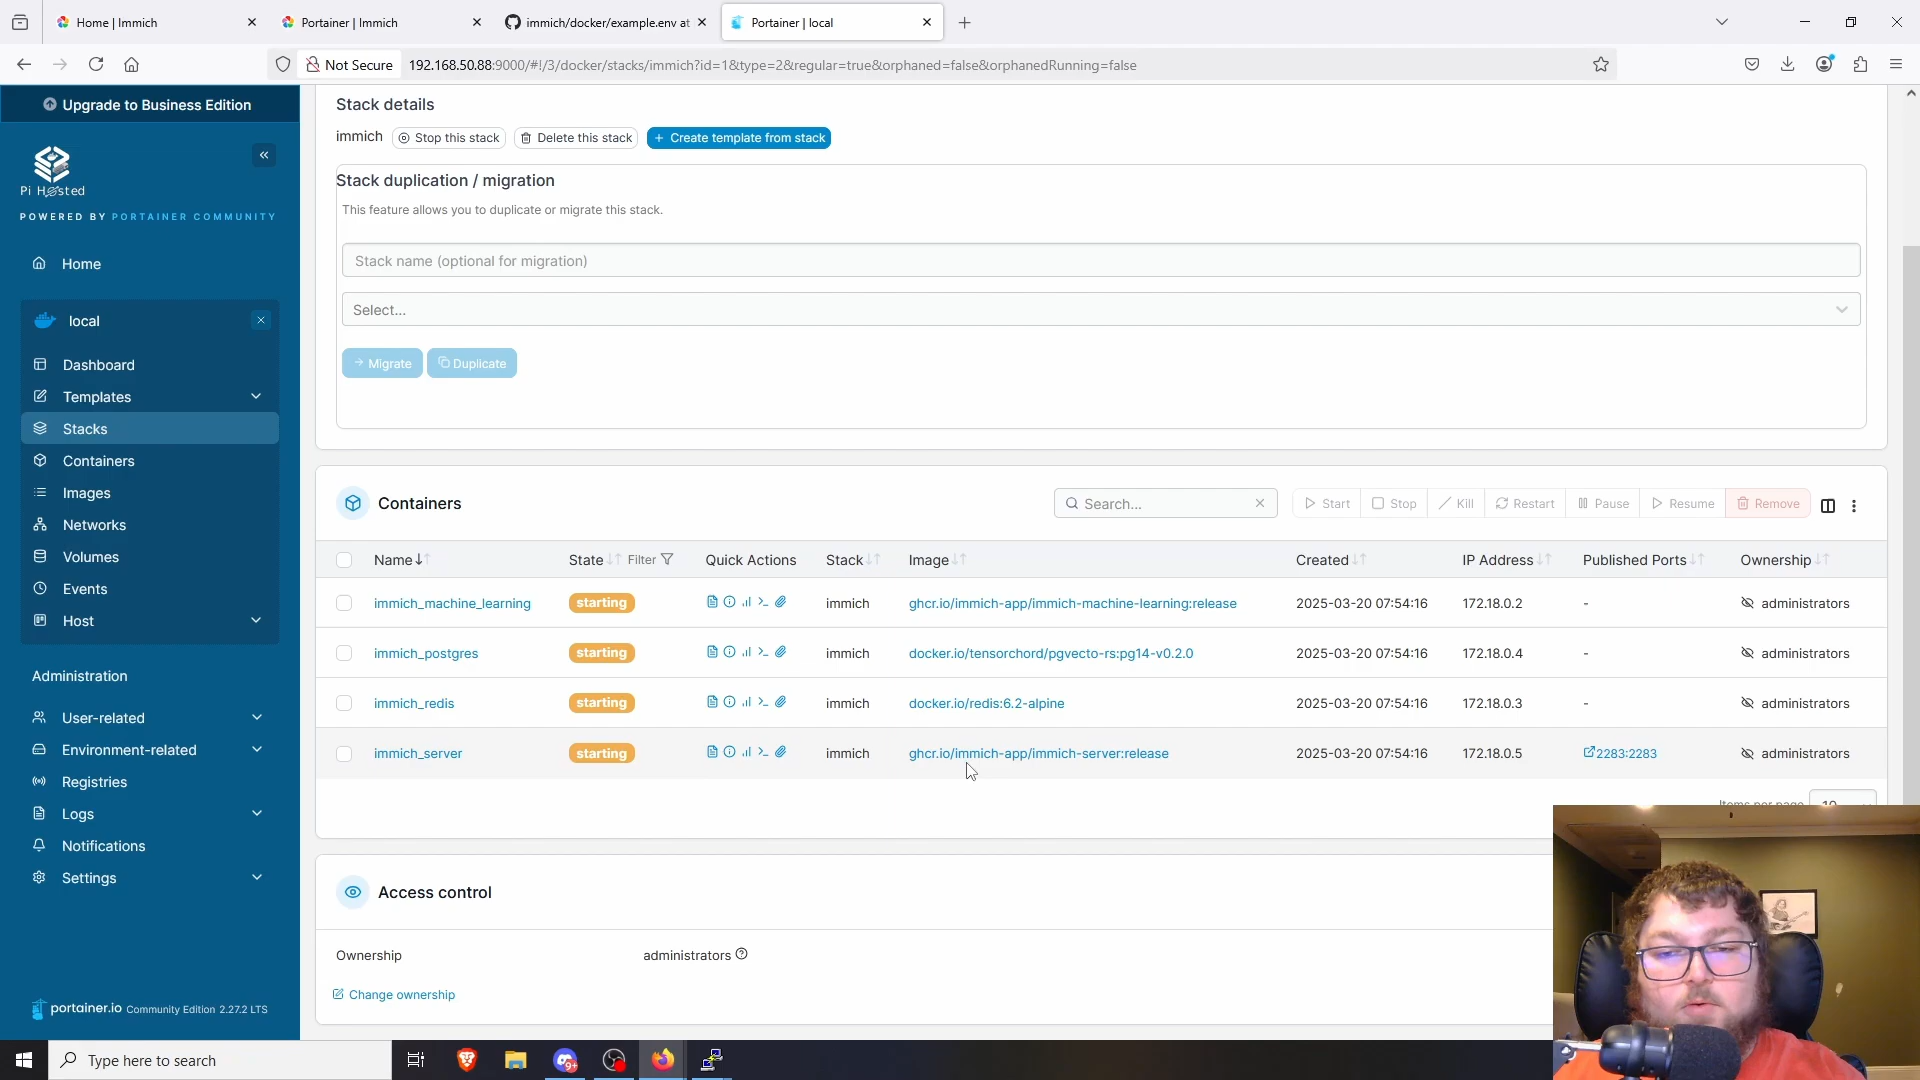 Home | Immich
Portainer | Immich
immich/docker/example.env at
Portainer | local
Not Secure
192.168.50.88:9000/#!/3/docker/stacks/immich?id=1&type=2&regular=true&orphaned=false&orphanedRunning=false
Upgrade to Business Edition
Pi Hosted
POWERED BY PORTAINER COMMUNITY
Home
local
Dashboard
Templates
Stacks
Containers
Images
Networks
Volumes
Events
Host
Administration
User-related
Environment-related
Registries
Logs
Notifications
Settings
portainer.io Community Edition 2.27.2 LTS
Stack details
immich Stop this stack Delete this stack + Create template from stack
Stack duplication / migration
This feature allows you to duplicate or migrate this stack.
Stack name (optional for migration)
Select...
Migrate Duplicate
Containers Search... Start Stop Kill Restart Pause Resume Remove
Name State Filter Quick Actions Stack Image Created IP Address Published Ports Ownership
immich_machine_learning starting immich ghcr.io/immich-app/immich-machine-learning:release 2025-03-20 07:54:16 172.18.0.2 - administrators
immich_postgres starting immich docker.io/tensorchord/pgvecto-rs:pg14-v0.2.0 2025-03-20 07:54:16 172.18.0.4 - administrators
immich_redis starting immich docker.io/redis:6.2-alpine 2025-03-20 07:54:16 172.18.0.3 - administrators
immich_server starting immich ghcr.io/immich-app/immich-server:release 2025-03-20 07:54:16 172.18.0.5 2283:2283 administrators
Items per page 10
Access control
Ownership administrators
Change ownership
Type here to search
9+